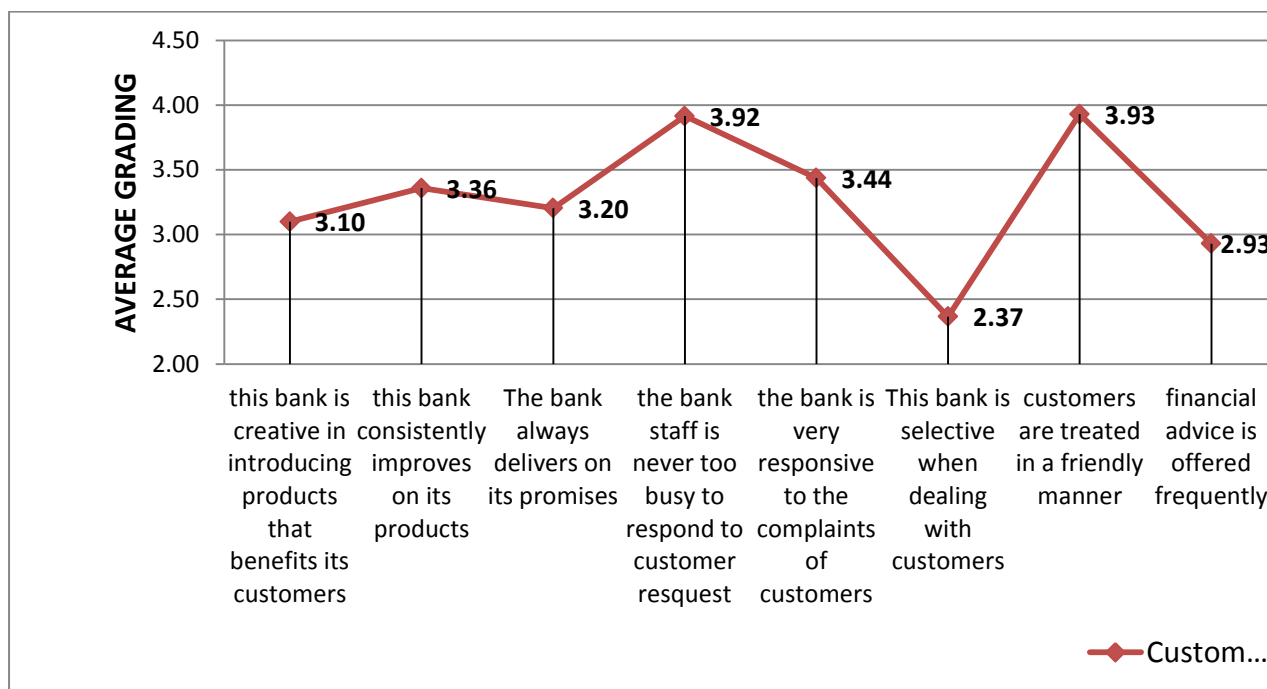 AVERAGE GRADING
4.50
4.00
3.50
3.00
2.50
2.00
3.10
3.36
3.20
3.92
3.44
2.37
3.93
2.93
this bank is
creative in
introducing
products
that
benefits its
customers
this bank
consistently
improves
on its
products
The bank
always
delivers on
its promises
the bank
staff is
never too
busy to
respond to
customer
resquest
the bank is
very
responsive
to the
complaints
of
customers
This bank is
selective
when
dealing
with
customers
customers
are treated
in a friendly
manner
financial
advice is
offered
frequently
Custom...